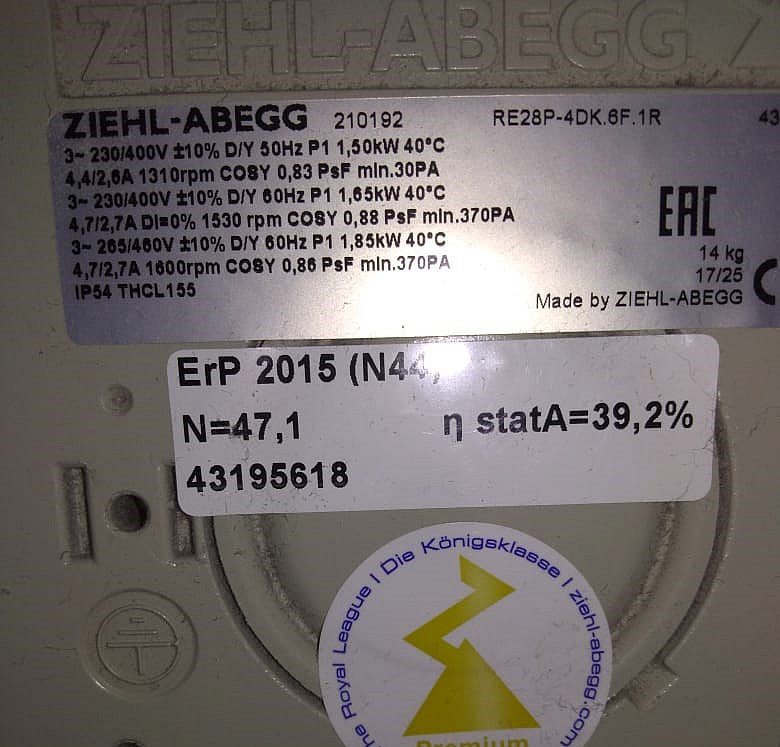 ZIEHL-ABEGG
ZIEHL-ABEGG 210192 RE28P-4DK.6F.1R 43
3~ 230/400V ±10% D/Y 50Hz P1 1,50kW 40°C
4,4/2,6A 1310rpm COSY 0,83 PsF min.30PA
3~ 230/400V ±10% D/Y 60Hz P1 1,65kW 40°C
4,7/2,7A DI=0% 1530 rpm COSY 0,88 PsF min.370PA
3~ 265/460V ±10% D/Y 60Hz P1 1,85kW 40°C
4,7/2,7A 1600rpm COSY 0,86 PsF min.370PA
IP54 THCL155
EAC
14 kg
17/25
Made by ZIEHL-ABEGG
ErP 2015 (N44,
N=47,1 η statA=39,2%
43195618
The Royal League I Die Königsklasse I ziehl-abegg.com
Premium